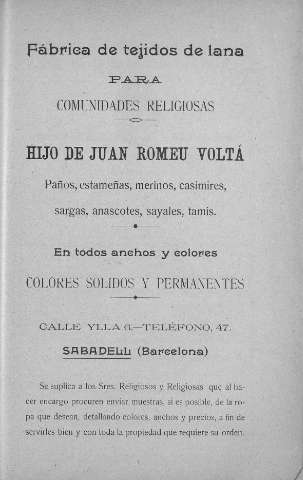 Fábrica de tejidos de lana
PARA
COMUNIDADES RELIGIOSAS
HIJO DE JUAN ROMEU VOLTÁ
Paños, estameñas, merinos, casimires,
sargas, anascotes, sayales, tamis.
En todos anchos y colores
COLORES SOLIDOS Y PERMANENTES
CALLE YLLA 6.—TELÉFONO, 47.
SABADELL (Barcelona)
Se suplica a los Sres. Religiosos y Religiosas que al ha-
cer encargo procuren enviar muestras, si es posible, de la ro-
pa que desean, detallando colores, anchos y precios, a fin de
servirles bien y con toda la propiedad que requiere su orden.